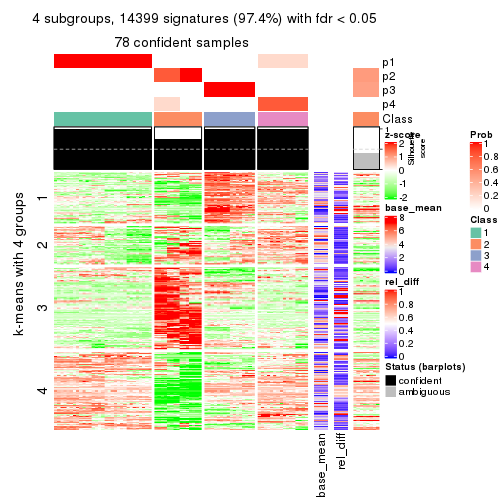 4 subgroups, 14399 signatures (97.4%) with fdr < 0.05
78 confident samples
p1
p2
p3
p4
Class
1
Silhouette
score
k-means with 4 groups
1
2
3
4
z-score
2
1
0
-1
-2
base_mean
8
6
4
2
0
rel_diff
1
0.8
0.6
0.4
0.2
0
Status (barplots)
confident
ambiguous
Prob
1
0.8
0.6
0.4
0.2
0
Class
1
2
3
4
base_mean
rel_diff